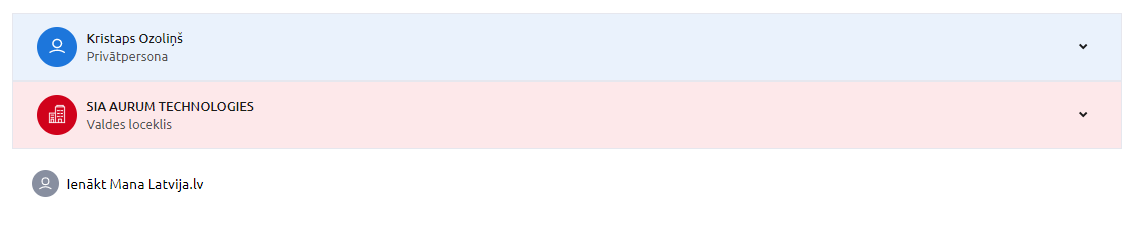 Kristaps Ozoliņš
Privātpersona
SIA AURUM TECHNOLOGIES
Valdes loceklis
Ienākt Mana Latvija.lv